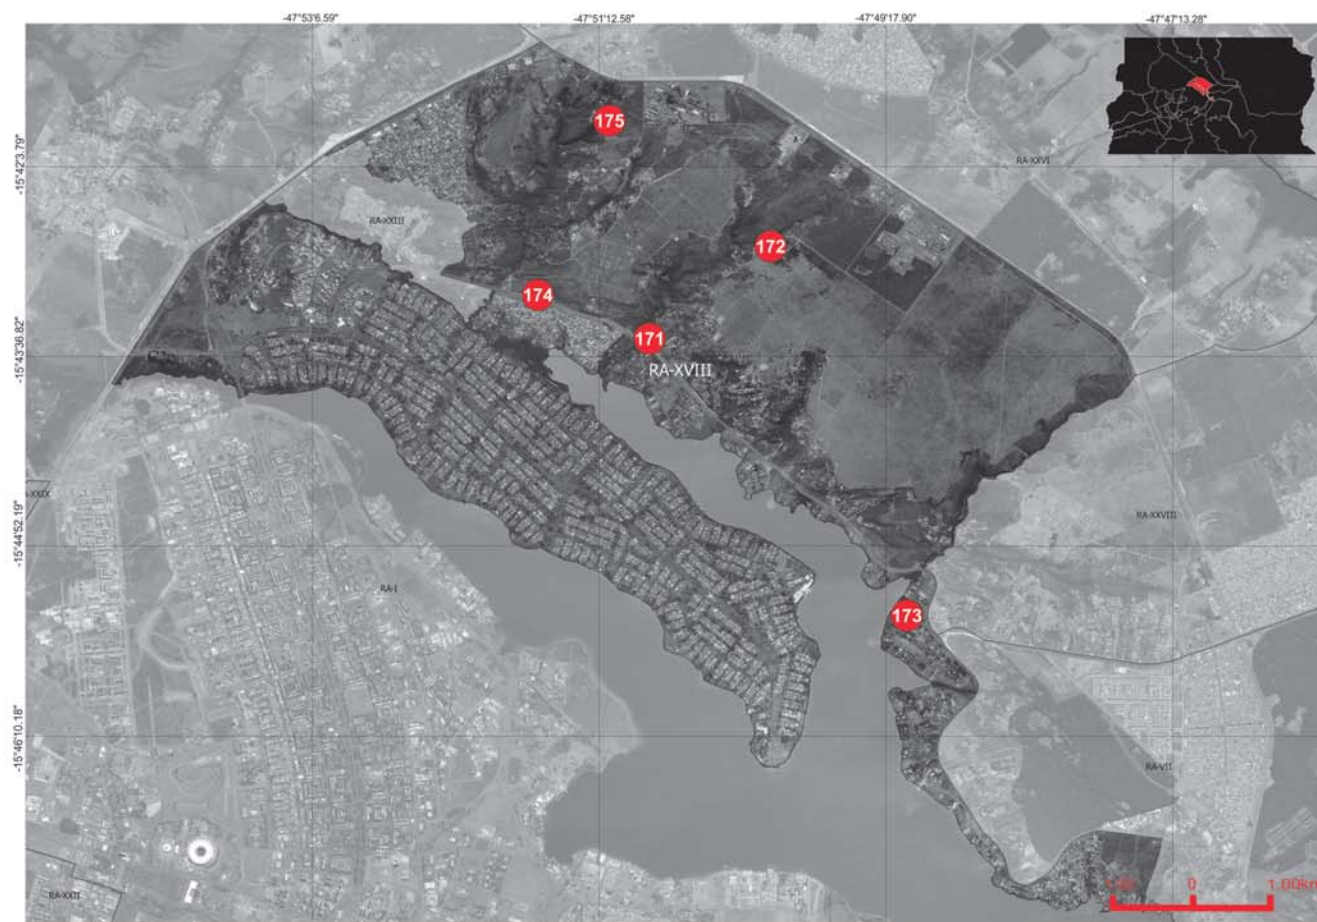 -47°53'6.59" -47°51'12.58" -47°49'17.90" -47°47'13.28"
175
-15°42'3.79"
RA-XXVI
RA-XXIII
172
174
171
-15°43'36.82"
RA-XVIII
RA-XXVIII
-15°44'52.19"
RA-I
173
-15°46'10.18"
RA-VII
0 1.00km
RA-XXII